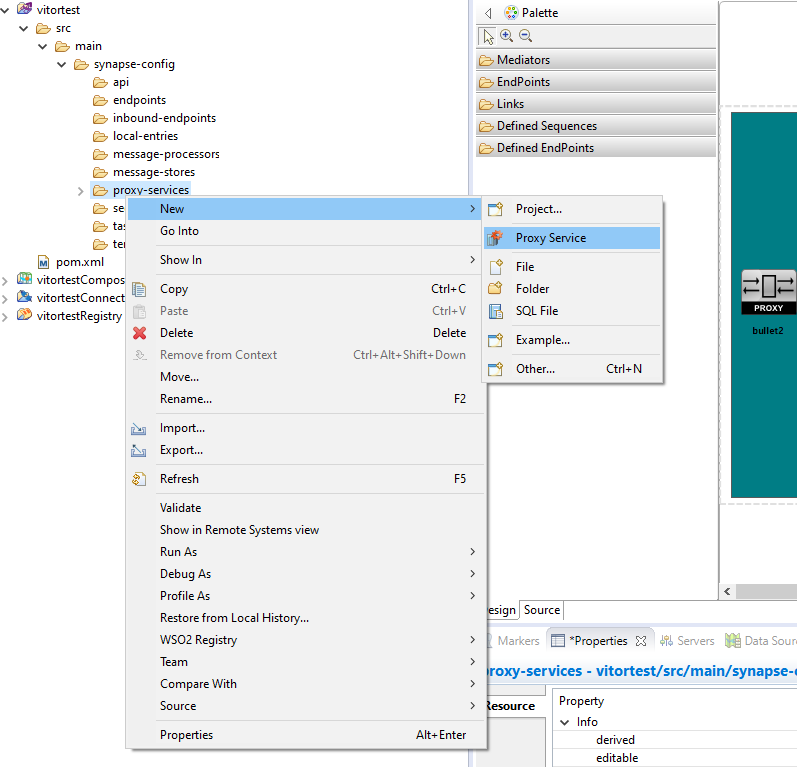 vitortest
src
main
synapse-config
api
endpoints
inbound-endpoints
local-entries
message-processors
message-stores
proxy-services
pom.xml
vitortestCompos
vitortestConnect
vitortestRegistry
New
Go Into
Show In
Copy Ctrl+C
Paste Ctrl+V
Delete Delete
Remove from Context Ctrl+Alt+Shift+Down
Move...
Rename... F2
Import...
Export...
Refresh F5
Validate
Show in Remote Systems view
Run As
Debug As
Profile As
Restore from Local History...
WSO2 Registry
Team
Compare With
Source
Properties Alt+Enter
Project...
Proxy Service
File
Folder
SQL File
Example...
Other... Ctrl+N
Palette
Mediators
EndPoints
Links
Defined Sequences
Defined EndPoints
PROXY
bullet2
esign Source
Markers *Properties Servers Data Sour
roxy-services - vitortest/src/main/synapse-c
Resource
Property
Info
derived
editable